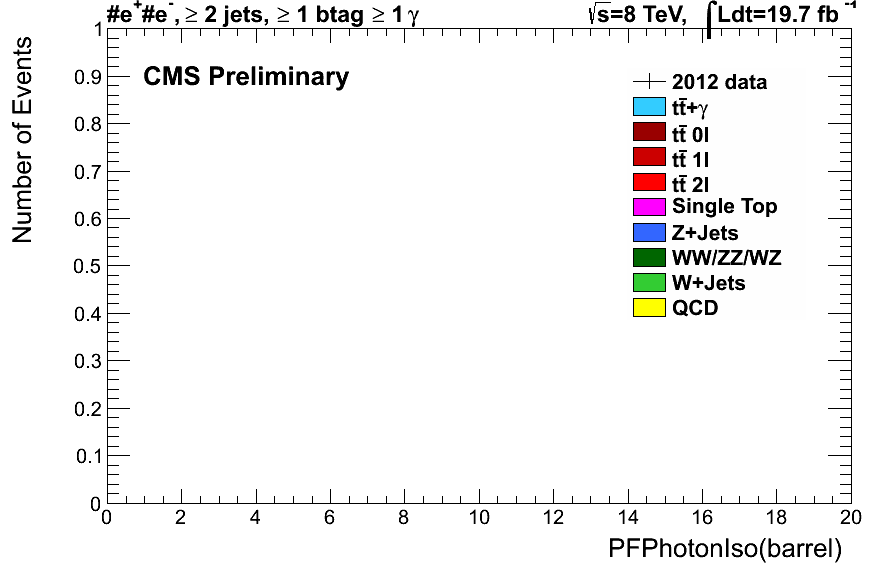 #e⁺#e⁻, ≥ 2 jets, ≥ 1 btag ≥ 1 γ
√s=8 TeV, ∫Ldt=19.7 fb⁻¹
CMS Preliminary
2012 data
tt̄+γ
tt̄ 0l
tt̄ 1l
tt̄ 2l
Single Top
Z+Jets
WW/ZZ/WZ
W+Jets
QCD
Number of Events
1
0.9
0.8
0.7
0.6
0.5
0.4
0.3
0.2
0.1
0
0 2 4 6 8 10 12 14 16 18 20
PFPhotonIso(barrel)